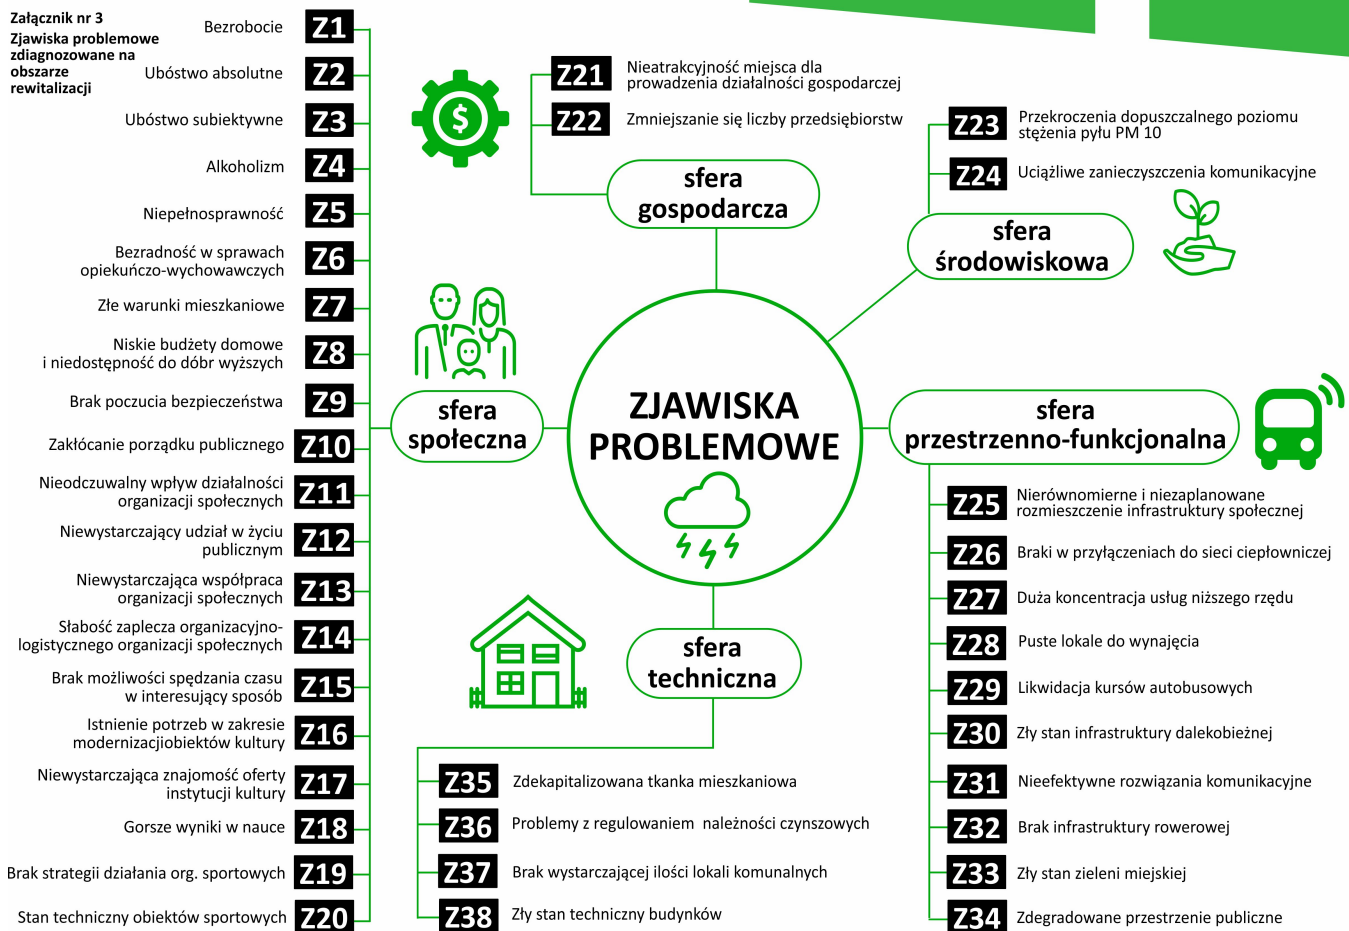 Załącznik nr 3
Zjawiska problemowe
zdiagnozowane na
obszarze
rewitalizacji
Bezrobocie Z1
Ubóstwo absolutne Z2
Ubóstwo subiektywne Z3
Alkoholizm Z4
Niepełnosprawność Z5
Bezradność w sprawach
opiekuńczo-wychowawczych Z6
Złe warunki mieszkaniowe Z7
Niskie budżety domowe
i niedostępność do dóbr wyższych Z8
Brak poczucia bezpieczeństwa Z9
Zakłócanie porządku publicznego Z10
Nieodczuwalny wpływ działalności
organizacji społecznych Z11
Niewystarczający udział w życiu
publicznym Z12
Niewystarczająca współpraca
organizacji społecznych Z13
Słabość zaplecza organizacyjno-
logistycznego organizacji społecznych Z14
Brak możliwości spędzania czasu
w interesujący sposób Z15
Istnienie potrzeb w zakresie
modernizacjiobiektów kultury Z16
Niewystarczająca znajomość oferty
instytucji kultury Z17
Gorsze wyniki w nauce Z18
Brak strategii działania org. sportowych Z19
Stan techniczny obiektów sportowych Z20
sfera
społeczna
$
Z21 Nieatrakcyjność miejsca dla
prowadzenia działalności gospodarczej
Z22 Zmniejszanie się liczby przedsiębiorstw
sfera
gospodarcza
Z23 Przekroczenia dopuszczalnego poziomu
stężenia pyłu PM 10
Z24 Uciążliwe zanieczyszczenia komunikacyjne
sfera
środowiskowa
ZJAWISKA
PROBLEMOWE
sfera
przestrzenno-funkcjonalna
Z25 Nierównomierne i niezaplanowane
rozmieszczenie infrastruktury społecznej
Z26 Braki w przyłączeniach do sieci ciepłowniczej
Z27 Duża koncentracja usług niższego rzędu
Z28 Puste lokale do wynajęcia
Z29 Likwidacja kursów autobusowych
Z30 Zły stan infrastruktury dalekobieżnej
Z31 Nieefektywne rozwiązania komunikacyjne
Z32 Brak infrastruktury rowerowej
Z33 Zły stan zieleni miejskiej
Z34 Zdegradowane przestrzenie publiczne
sfera
techniczna
Z35 Zdekapitalizowana tkanka mieszkaniowa
Z36 Problemy z regulowaniem należności czynszowych
Z37 Brak wystarczającej ilości lokali komunalnych
Z38 Zły stan techniczny budynków